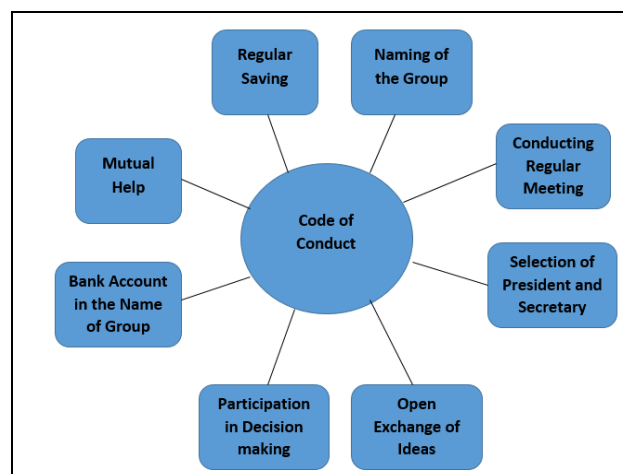 Regular
Saving
Naming of
the Group
Conducting
Regular
Meeting
Mutual
Help
Code of
Conduct
Selection of
President and
Secretary
Bank Account
in the Name
of Group
Participation
in Decision
making
Open
Exchange of
Ideas